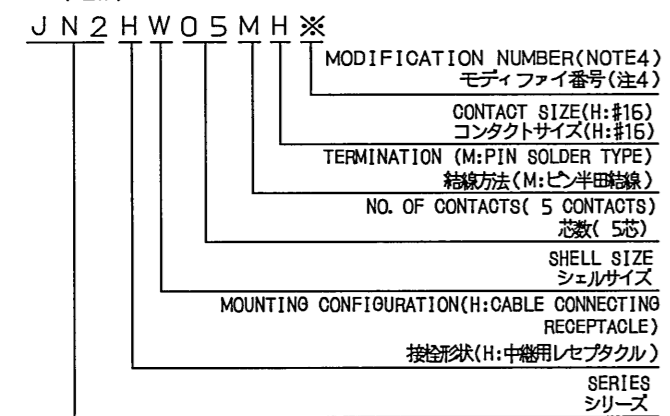 JN2HW05MH※
MODIFICATION NUMBER(NOTE4)
モディファイ番号(注4)
CONTACT SIZE(H:#16)
コンタクトサイズ(H:#16)
TERMINATION (M:PIN SOLDER TYPE)
結線方法(M:ピン半田結線)
NO. OF CONTACTS( 5 CONTACTS)
芯数( 5芯)
SHELL SIZE
シェルサイズ
MOUNTING CONFIGURATION(H:CABLE CONNECTING
RECEPTACLE)
接栓形状(H:中継用レセプタクル)
SERIES
シリーズ